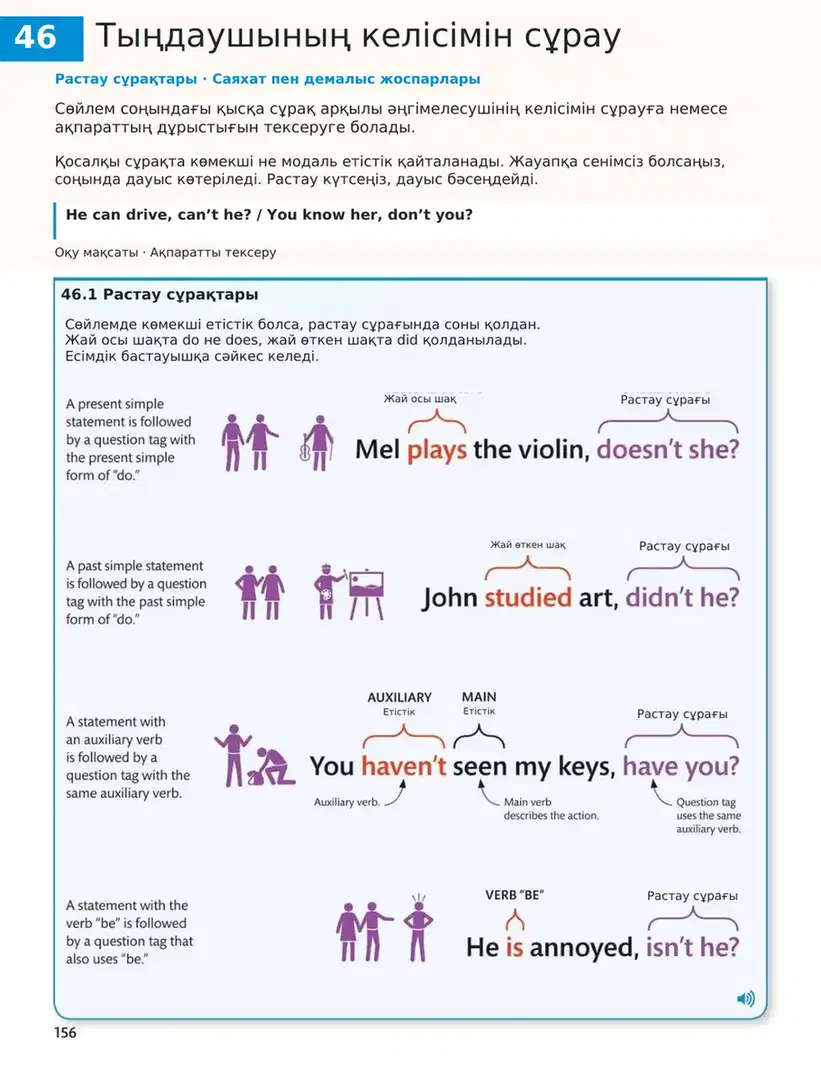 46
Тыңдаушының келісімін сұрау
Растау сұрақтары · Саяхат пен демалыс жоспарлары
Сөйлем соңындағы қысқа сұрақ арқылы әңгімелесушінің келісімін сұрауға немесе
ақпараттың дұрыстығын тексеруге болады.
Қосалқы сұрақта көмекші не модаль етістік қайталанады. Жауапқа сенімсіз болсаңыз,
соңында дауыс көтеріледі. Растау күтсеңіз, дауыс бәсеңдейді.
He can drive, can’t he? / You know her, don’t you?
Оқу мақсаты · Ақпаратты тексеру
46.1 Растау сұрақтары
Сөйлемде көмекші етістік болса, растау сұрағында соны қолдан.
Жай осы шақта do не does, жай өткен шақта did қолданылады.
Есімдік бастауышқа сәйкес келеді.
A present simple
statement is followed
by a question tag with
the present simple
form of “do.”
Жай осы шақ
Растау сұрағы
Mel plays the violin, doesn’t she?
A past simple statement
is followed by a question
tag with the past simple
form of “do.”
Жай өткен шақ
Растау сұрағы
John studied art, didn’t he?
A statement with
an auxiliary verb
is followed by a
question tag with the
same auxiliary verb.
AUXILIARY
Етістік
MAIN
Етістік
Растау сұрағы
You haven’t seen my keys, have you?
Auxiliary verb.
Main verb
describes the action.
Question tag
uses the same
auxiliary verb.
A statement with the
verb “be” is followed
by a question tag that
also uses “be.”
VERB “BE”
Растау сұрағы
He is annoyed, isn’t he?
156